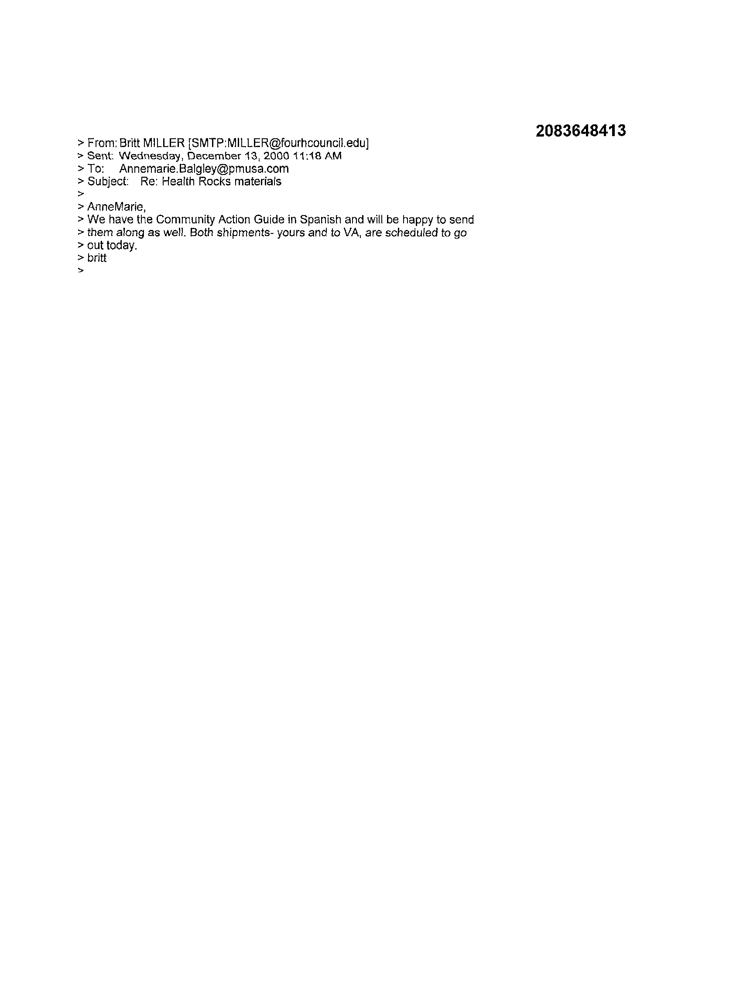 2083648413
> From: Britt MILLER [SMTP:MILLER@fourhcouncil.edu]
> Sent: Wednesday, December 13, 2000 11:18 AM
> To: Annemarie.Balgley@pmusa.com
> Subject: Re: Health Rocks materials
>
> AnneMarie,
> We have the Community Action Guide in Spanish and will be happy to send
> them along as well. Both shipments- yours and to VA, are scheduled to go
> out today.
> britt
>